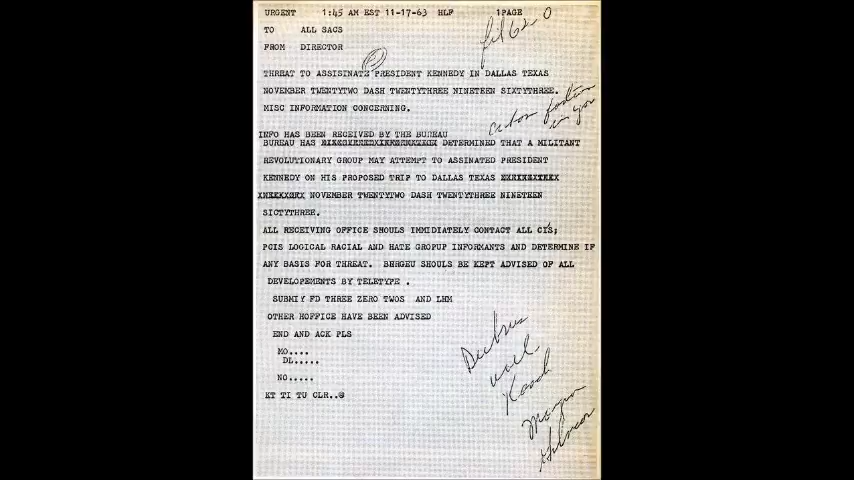 URGENT 1:45 AM EST 11-17-63 HLF 1PAGE
TO ALL SACS
FROM DIRECTOR
THREAT TO ASSISINATE PRESIDENT KENNEDY IN DALLAS TEXAS
NOVEMBER TWENTYTWO DASH TWENTYTHREE NINETEEN SIXTYTHREE.
MISC INFORMATION CONCERNING.
INFO HAS BEEN RECEIVED BY THE BUREAU
BUREAU HAS DETERMINED THAT A MILITANT
REVOLUTIONARY GROUP MAY ATTEMPT TO ASSINATED PRESIDENT
KENNEDY ON HIS PROPOSED TRIP TO DALLAS TEXAS
NOVEMBER TWENTYTWO DASH TWENTYTHREE NINETEEN
SICTYTHREE.
ALL RECEIVING OFFICE SHOULS IMMIDIATELY CONTACT ALL CIS;
PCIS LOGICAL RACIAL AND HATE GROPUP INFORMANTS AND DETERMINE IF
ANY BASIS FOR THREAT. BHRGEU SHOULS BE KEPT ADVISED OF ALL
DEVELOPEMENTS BY TELETYPE .
SUBMIY FD THREE ZERO TWOS AND LHM
OTHER HOFFICE HAVE BEEN ADVISED
END AND ACK PLS
MO....
DL.....
NO.....
KT TI TU CLR..@